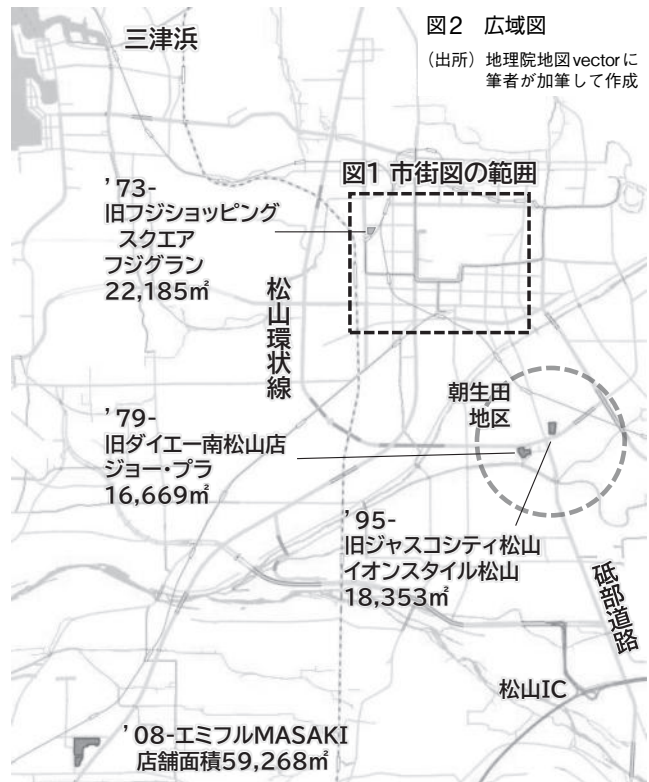 図2 広域図
(出所) 地理院地図vectorに
筆者が加筆して作成
三津浜
図1 市街図の範囲
'73-
旧フジショッピング
スクエア
フジグラン
22,185㎡
松山環状線
朝生田
地区
'79-
旧ダイエー南松山店
ジョー・プラ
16,669㎡
'95-
旧ジャスコシティ松山
イオンスタイル松山
18,353㎡
砥部道路
松山IC
'08-エミフルMASAKI
店舗面積59,268㎡